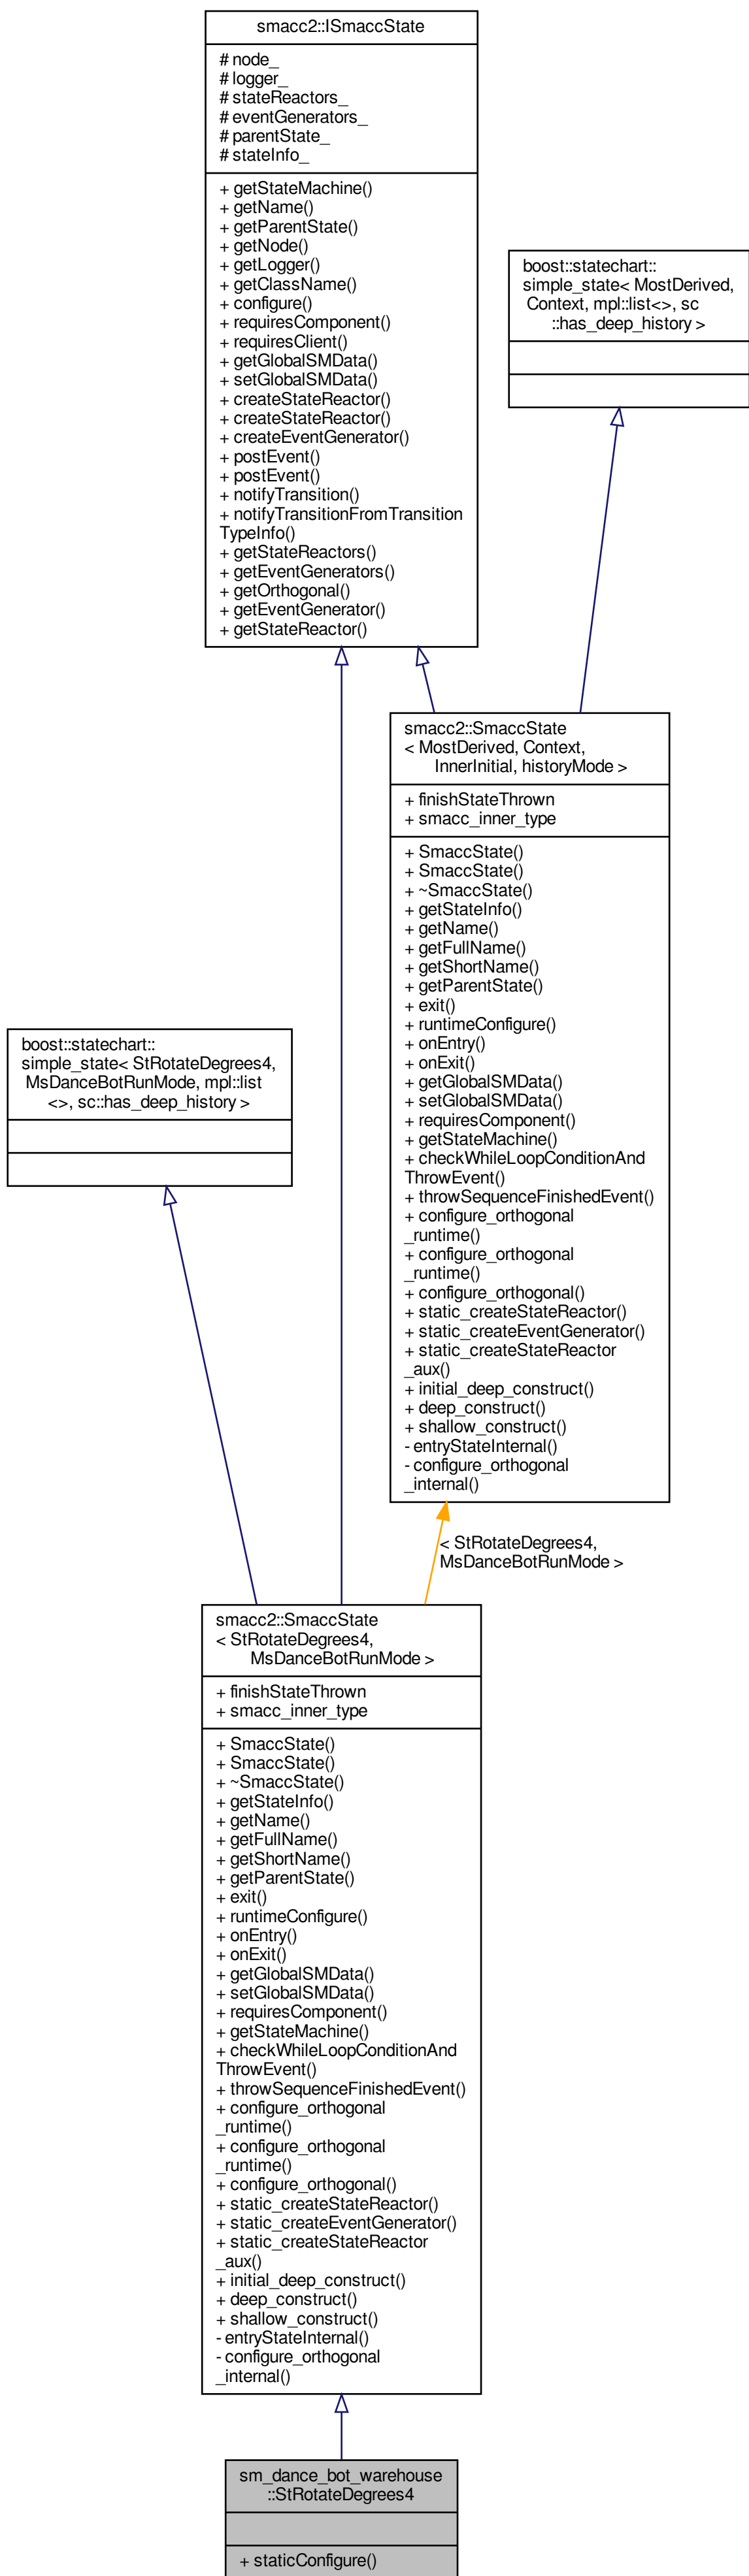 smacc2::ISmaccState
# node_
# logger_
# stateReactors_
# eventGenerators_
# parentState_
# stateInfo_
+ getStateMachine()
+ getName()
+ getParentState()
+ getNode()
+ getLogger()
+ getClassName()
+ configure()
+ requiresComponent()
+ requiresClient()
+ getGlobalSMData()
+ setGlobalSMData()
+ createStateReactor()
+ createStateReactor()
+ createEventGenerator()
+ postEvent()
+ postEvent()
+ notifyTransition()
+ notifyTransitionFromTransition
TypeInfo()
+ getStateReactors()
+ getEventGenerators()
+ getOrthogonal()
+ getEventGenerator()
+ getStateReactor()
boost::statechart::
simple_state< MostDerived,
Context, mpl::list<>, sc
::has_deep_history >
smacc2::SmaccState
< MostDerived, Context,
InnerInitial, historyMode >
+ finishStateThrown
+ smacc_inner_type
+ SmaccState()
+ SmaccState()
+ ~SmaccState()
+ getStateInfo()
+ getName()
+ getFullName()
+ getShortName()
+ getParentState()
+ exit()
+ runtimeConfigure()
+ onEntry()
+ onExit()
+ getGlobalSMData()
+ setGlobalSMData()
+ requiresComponent()
+ getStateMachine()
+ checkWhileLoopConditionAnd
ThrowEvent()
+ throwSequenceFinishedEvent()
+ configure_orthogonal
_runtime()
+ configure_orthogonal
_runtime()
+ configure_orthogonal()
+ static_createStateReactor()
+ static_createEventGenerator()
+ static_createStateReactor
_aux()
+ initial_deep_construct()
+ deep_construct()
+ shallow_construct()
- entryStateInternal()
- configure_orthogonal
_internal()
boost::statechart::
simple_state< StRotateDegrees4,
MsDanceBotRunMode, mpl::list
<>, sc::has_deep_history >
< StRotateDegrees4,
MsDanceBotRunMode >
smacc2::SmaccState
< StRotateDegrees4,
MsDanceBotRunMode >
+ finishStateThrown
+ smacc_inner_type
+ SmaccState()
+ SmaccState()
+ ~SmaccState()
+ getStateInfo()
+ getName()
+ getFullName()
+ getShortName()
+ getParentState()
+ exit()
+ runtimeConfigure()
+ onEntry()
+ onExit()
+ getGlobalSMData()
+ setGlobalSMData()
+ requiresComponent()
+ getStateMachine()
+ checkWhileLoopConditionAnd
ThrowEvent()
+ throwSequenceFinishedEvent()
+ configure_orthogonal
_runtime()
+ configure_orthogonal
_runtime()
+ configure_orthogonal()
+ static_createStateReactor()
+ static_createEventGenerator()
+ static_createStateReactor
_aux()
+ initial_deep_construct()
+ deep_construct()
+ shallow_construct()
- entryStateInternal()
- configure_orthogonal
_internal()
sm_dance_bot_warehouse
::StRotateDegrees4
+ staticConfigure()